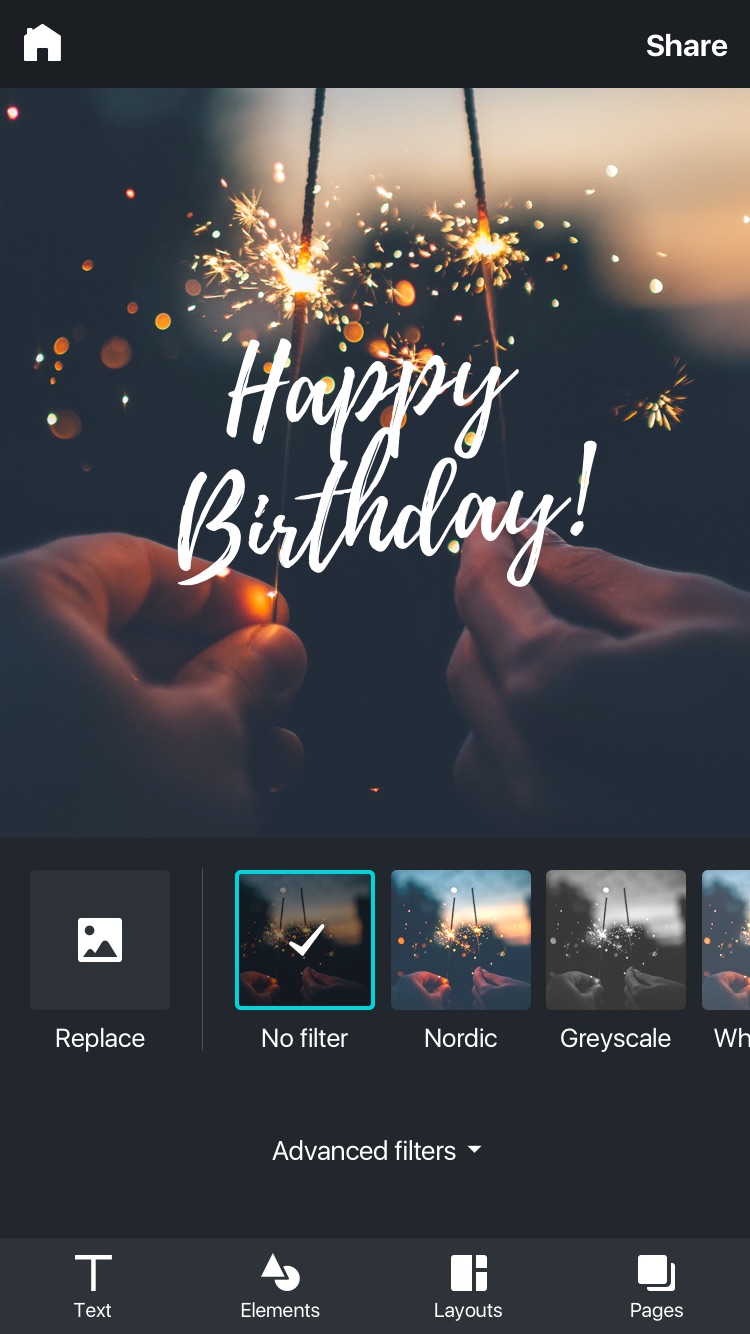 Share
Happy
Birthday!
Replace
No filter
Nordic
Greyscale
Advanced filters
Text
Elements
Layouts
Pages